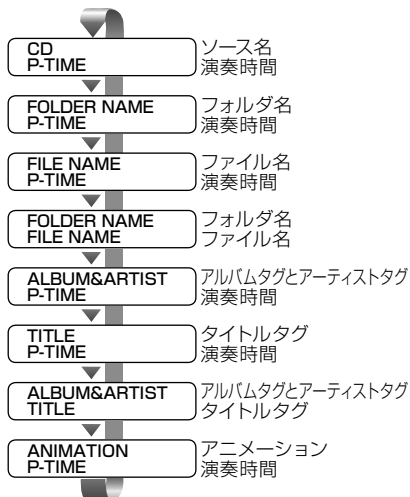 CD ソース名
P-TIME 演奏時間
FOLDER NAME フォルダ名
P-TIME 演奏時間
FILE NAME ファイル名
P-TIME 演奏時間
FOLDER NAME フォルダ名
FILE NAME ファイル名
ALBUM&ARTIST アルバムタグとアーティストタグ
P-TIME 演奏時間
TITLE タイトルタグ
P-TIME 演奏時間
ALBUM&ARTIST アルバムタグとアーティストタグ
TITLE タイトルタグ
ANIMATION アニメーション
P-TIME 演奏時間